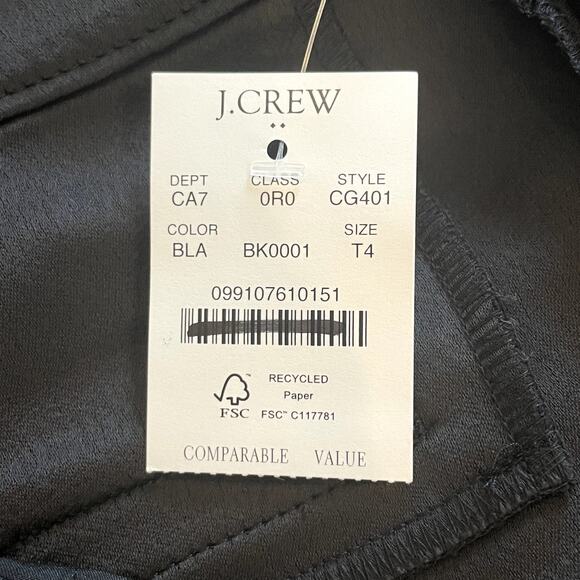 J.CREW
DEPT CLASS STYLE
CA7 0R0 CG401
COLOR SIZE
BLA BK0001 T4
099107610151
RECYCLED
Paper
FSC™ FSC™ C117781
COMPARABLE VALUE